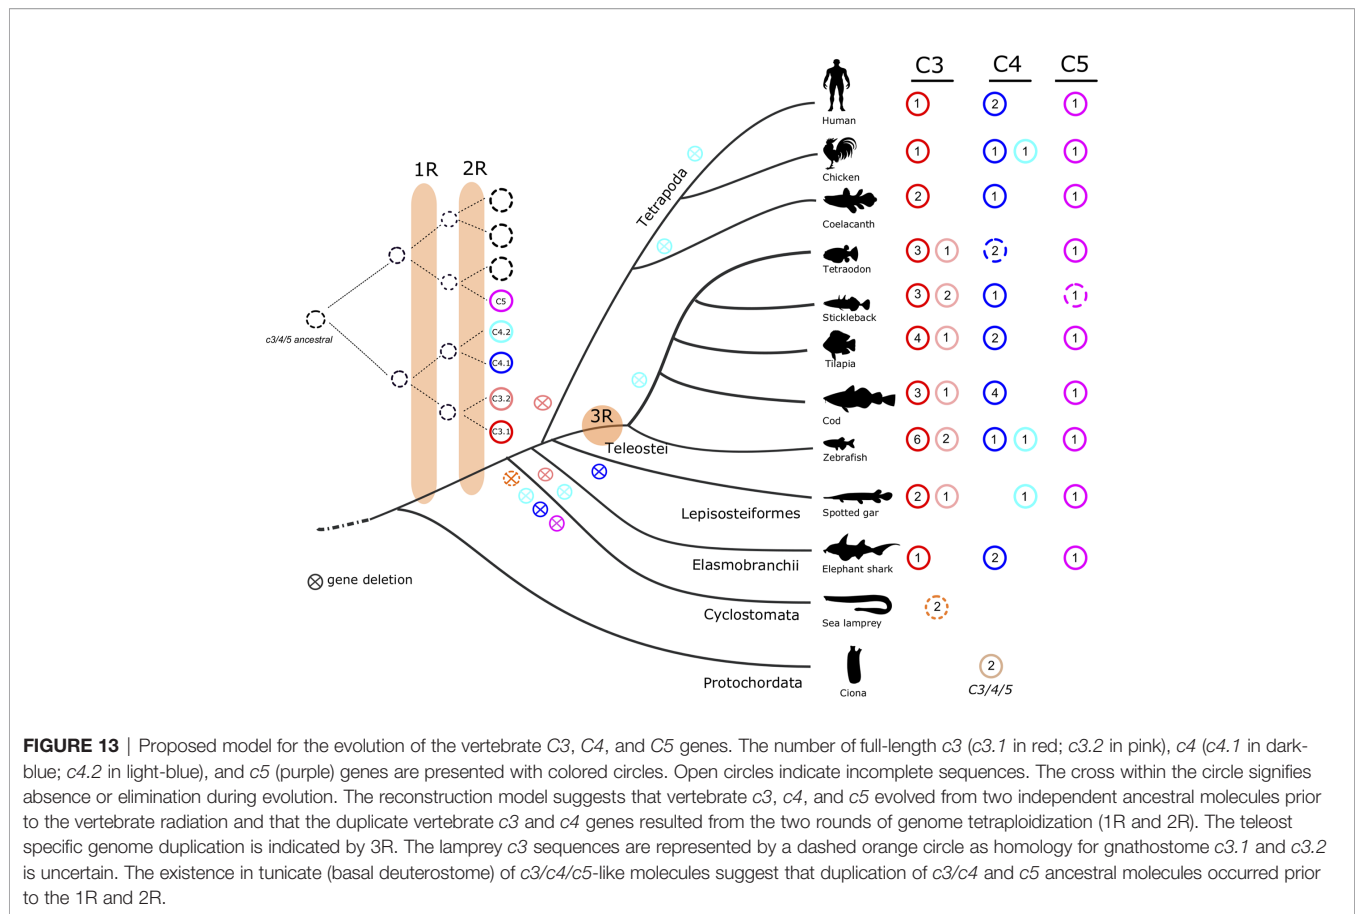 C3 C4 C5
1 2 1
Human
1R 2R
1 1 1 1
Chicken
Tetrapoda
2 1 1
Coelacanth
3 1 2 1
Tetraodon
C5
3 2 1 1
Stickleback
c3/4/5 ancestral
C4.2
4 1 2 1
Tilapia
C4.1
3 1 4 1
Cod
C3.2
3R
C3.1
Teleostei
6 2 1 1 1
Zebrafish
2 1 1 1
Lepisosteiformes
Spotted gar
1 2 1
Elasmobranchii
Elephant shark
gene deletion
2
Cyclostomata
Sea lamprey
2
Protochordata
Ciona
C3/4/5
FIGURE 13 | Proposed model for the evolution of the vertebrate C3, C4, and C5 genes. The number of full-length c3 (c3.1 in red; c3.2 in pink), c4 (c4.1 in dark-
blue; c4.2 in light-blue), and c5 (purple) genes are presented with colored circles. Open circles indicate incomplete sequences. The cross within the circle signifies
absence or elimination during evolution. The reconstruction model suggests that vertebrate c3, c4, and c5 evolved from two independent ancestral molecules prior
to the vertebrate radiation and that the duplicate vertebrate c3 and c4 genes resulted from the two rounds of genome tetraploidization (1R and 2R). The teleost
specific genome duplication is indicated by 3R. The lamprey c3 sequences are represented by a dashed orange circle as homology for gnathostome c3.1 and c3.2
is uncertain. The existence in tunicate (basal deuterostome) of c3/c4/c5-like molecules suggest that duplication of c3/c4 and c5 ancestral molecules occurred prior
to the 1R and 2R.